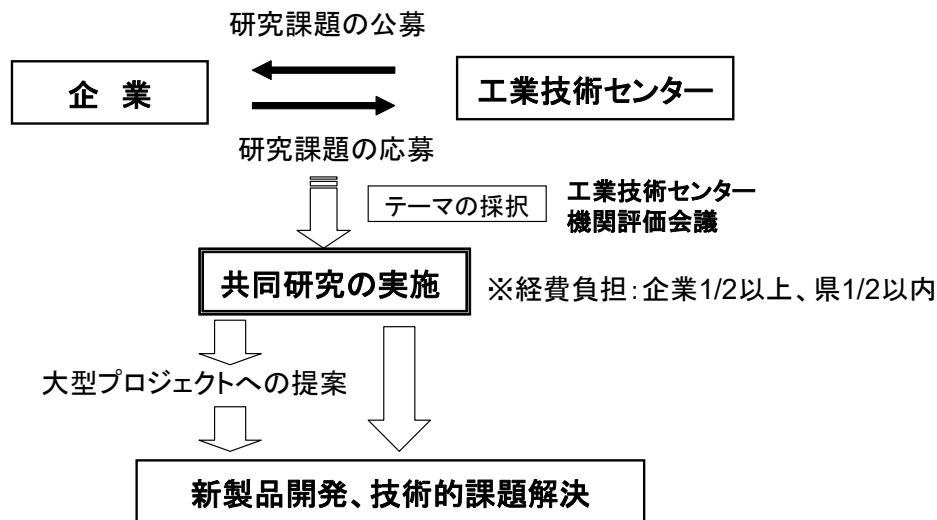 研究課題の公募
企 業
工業技術センター
研究課題の応募
テーマの採択
工業技術センター
機関評価会議
共同研究の実施
※経費負担:企業1/2以上、県1/2以内
大型プロジェクトへの提案
新製品開発、技術的課題解決